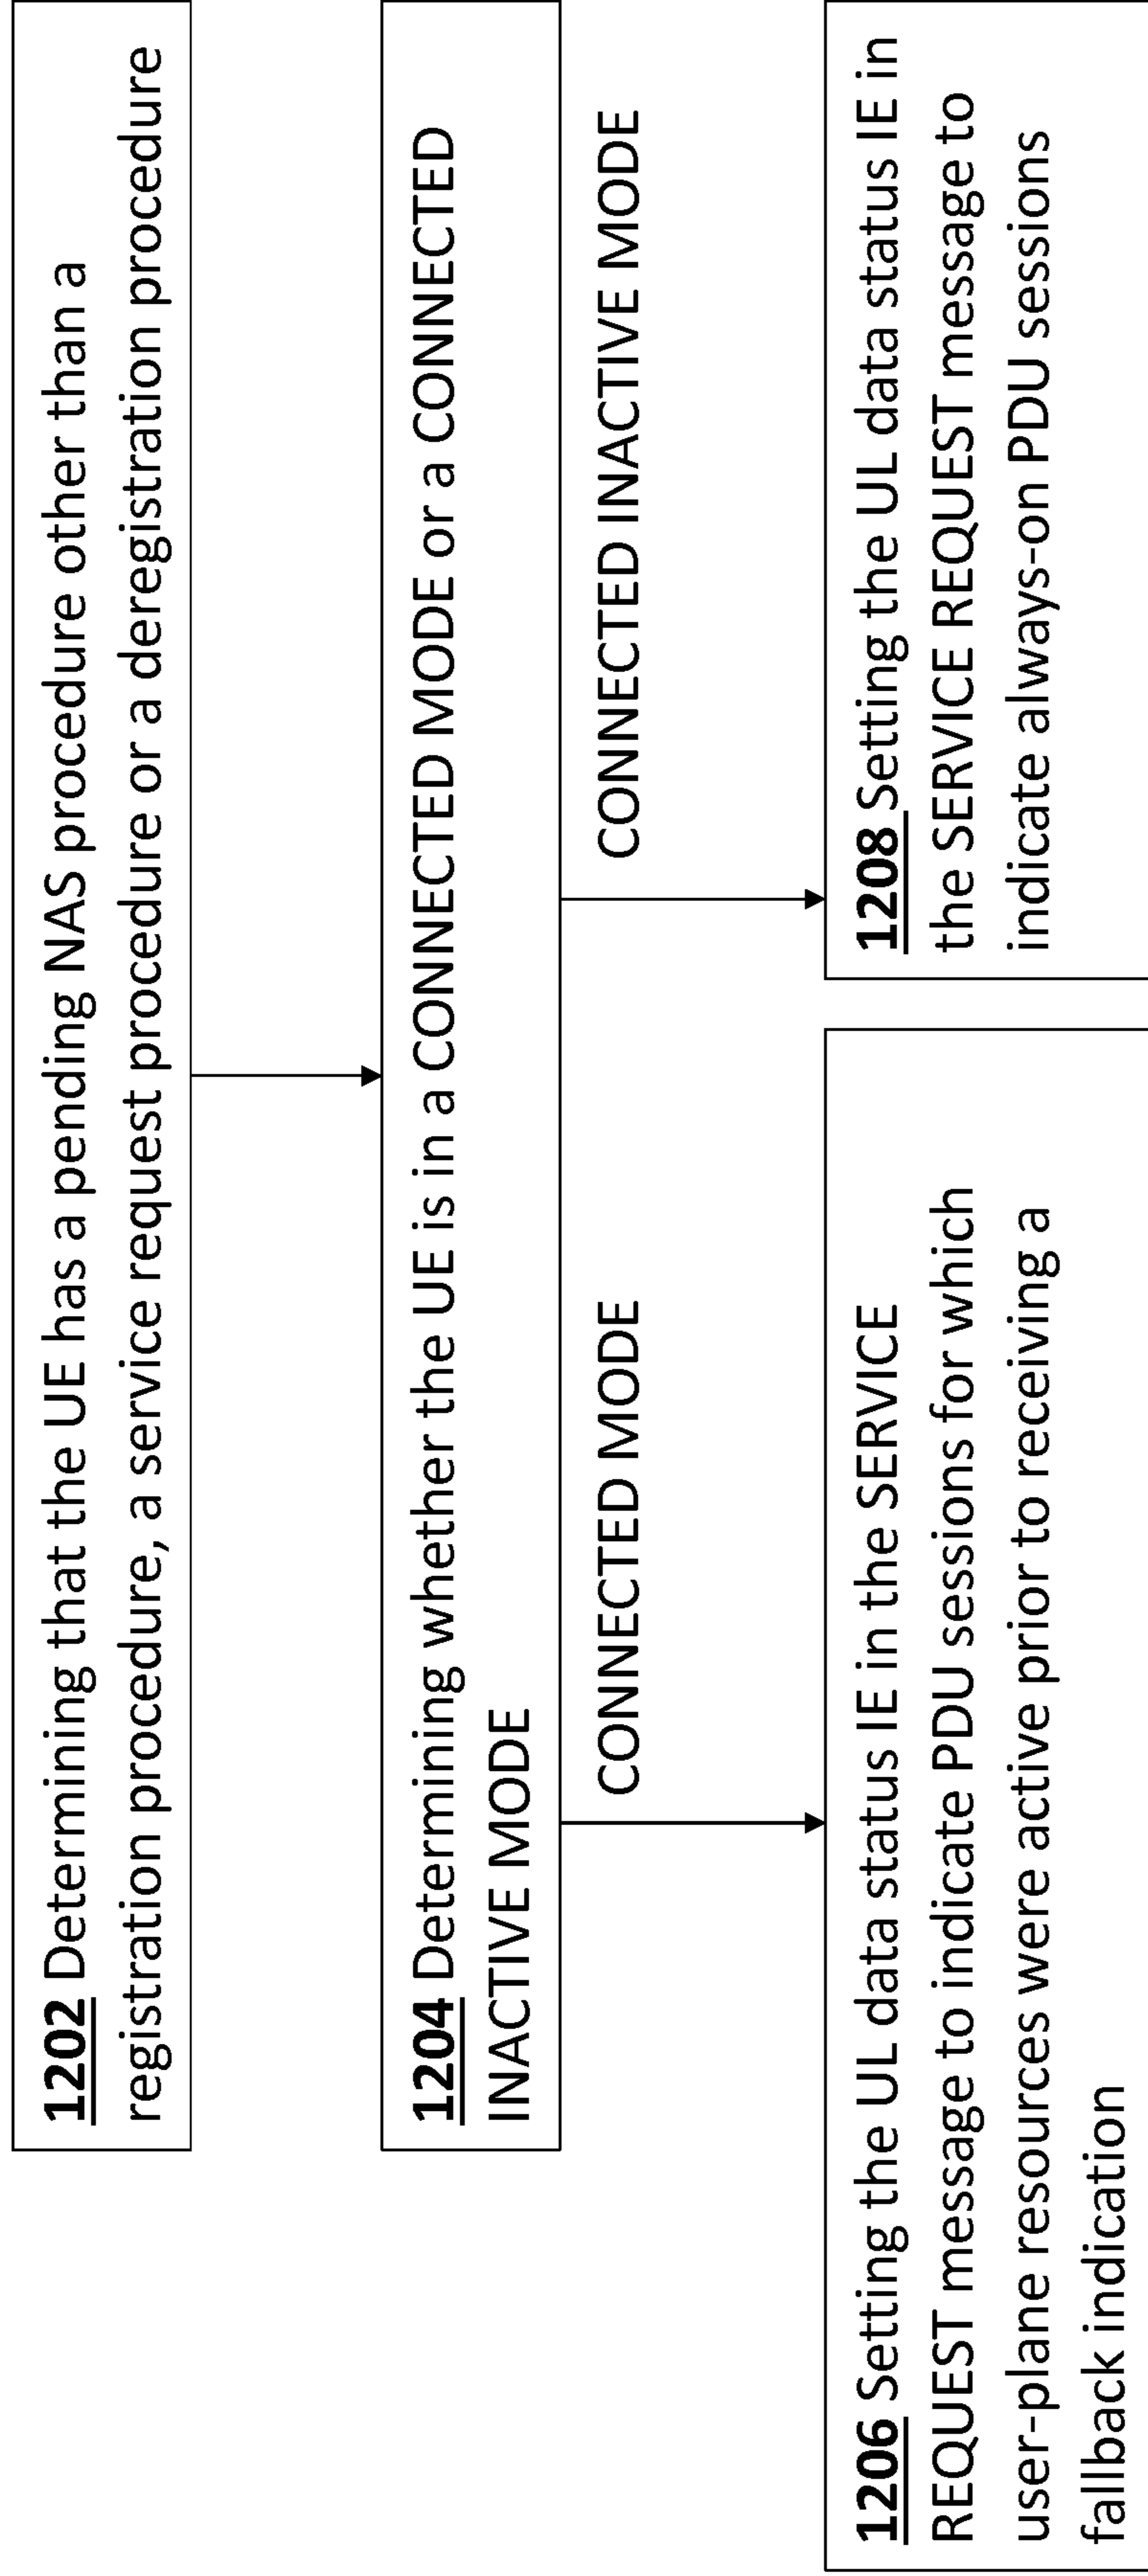 1202 Determining that the UE has a pending NAS procedure other than a
registration procedure, a service request procedure or a deregistration procedure
1204 Determining whether the UE is in a CONNECTED MODE or a CONNECTED
INACTIVE MODE
CONNECTED MODE
CONNECTED INACTIVE MODE
1206 Setting the UL data status IE in the SERVICE
REQUEST message to indicate PDU sessions for which
user-plane resources were active prior to receiving a
fallback indication
1208 Setting the UL data status IE in
the SERVICE REQUEST message to
indicate always-on PDU sessions